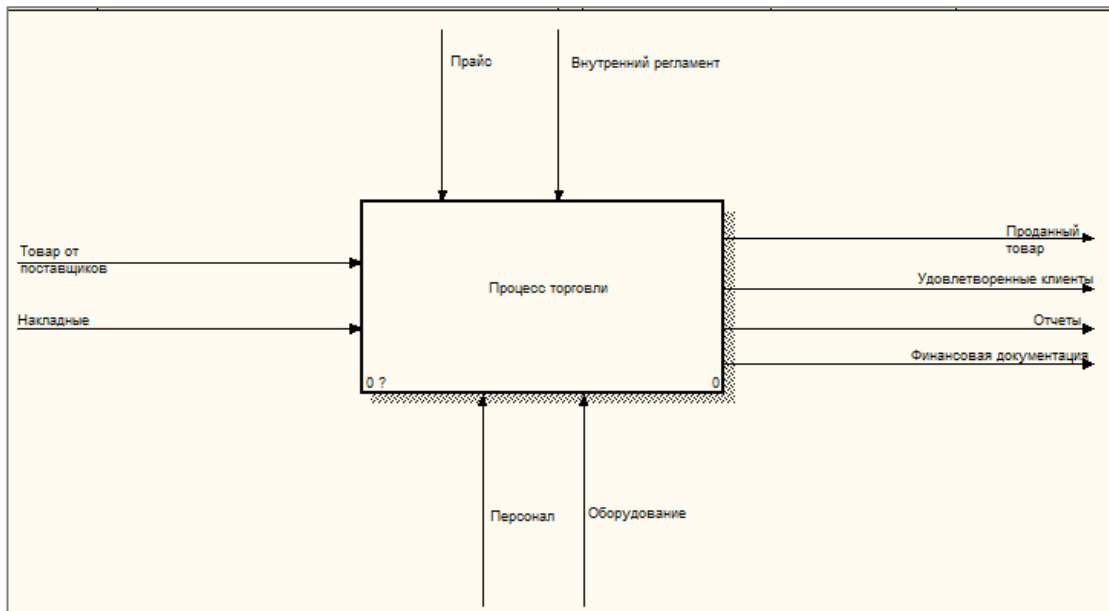 Прайс
Внутренний регламент
Товар от
поставщиков
Накладные
Процесс торговли
0 ?
0
Проданный
товар
Удовлетворенные клиенты
Отчеты
Финансовая документация
Персонал
Оборудование